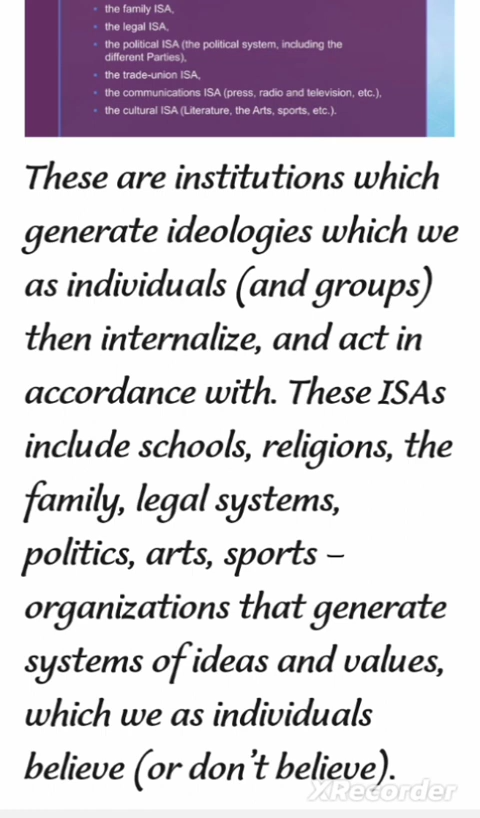 • the family ISA,
• the legal ISA,
• the political ISA (the political system, including the
different Parties),
• the trade-union ISA,
• the communications ISA (press, radio and television, etc.),
• the cultural ISA (Literature, the Arts, sports, etc.).
These are institutions which
generate ideologies which we
as individuals (and groups)
then internalize, and act in
accordance with. These ISAs
include schools, religions, the
family, legal systems,
politics, arts, sports –
organizations that generate
systems of ideas and values,
which we as individuals
believe (or don't believe).
XRecorder